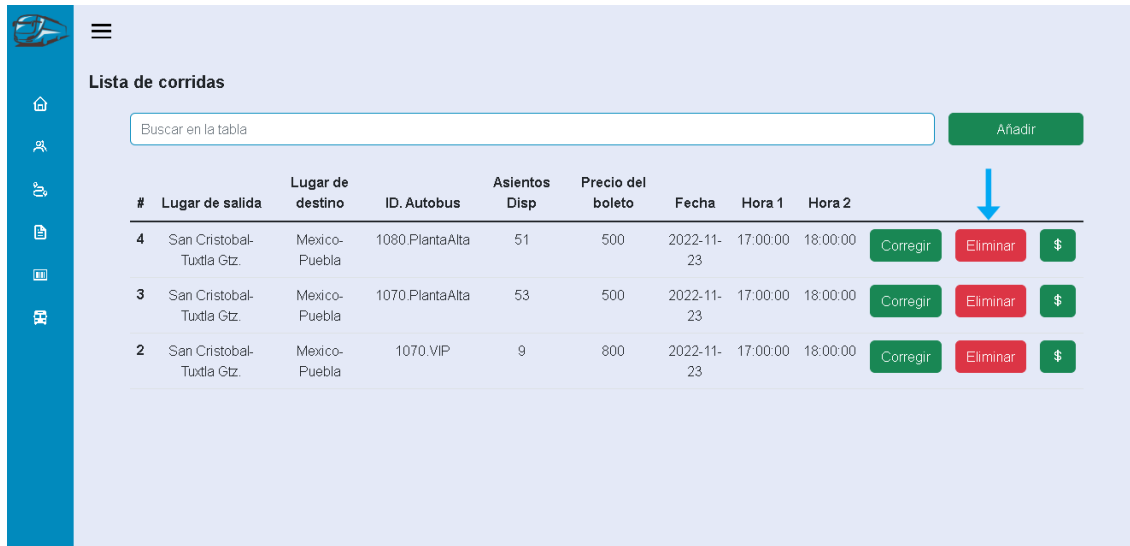 Lista de corridas
Buscar en la tabla
Añadir
# Lugar de salida Lugar de destino ID. Autobus Asientos Disp Precio del boleto Fecha Hora 1 Hora 2
4 San Cristobal- Mexico- 1080.PlantaAlta 51 500 2022-11- 17:00:00 18:00:00 Corregir Eliminar $
Tuxtla Gtz. Puebla 23
3 San Cristobal- Mexico- 1070.PlantaAlta 53 500 2022-11- 17:00:00 18:00:00 Corregir Eliminar $
Tuxtla Gtz. Puebla 23
2 San Cristobal- Mexico- 1070.VIP 9 800 2022-11- 17:00:00 18:00:00 Corregir Eliminar $
Tuxtla Gtz. Puebla 23